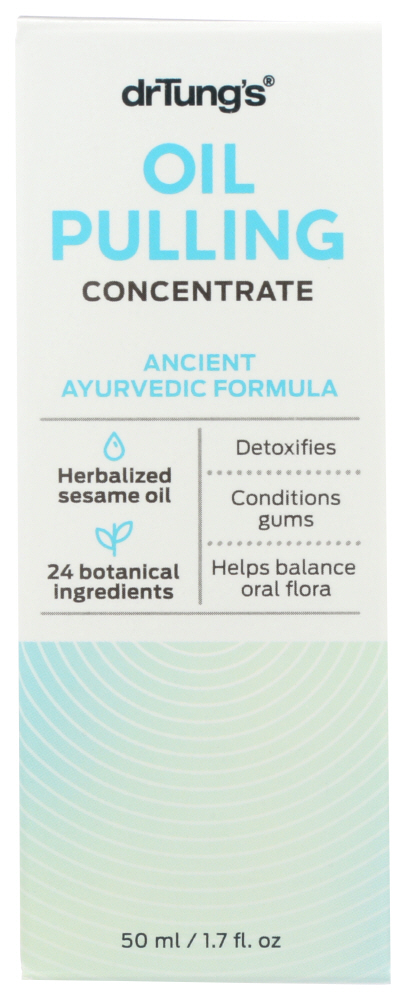 drTung's®
OIL
PULLING
CONCENTRATE
ANCIENT
AYURVEDIC FORMULA
Herbalized
sesame oil
24 botanical
ingredients
Detoxifies
Conditions
gums
Helps balance
oral flora
50 ml / 1.7 fl. oz